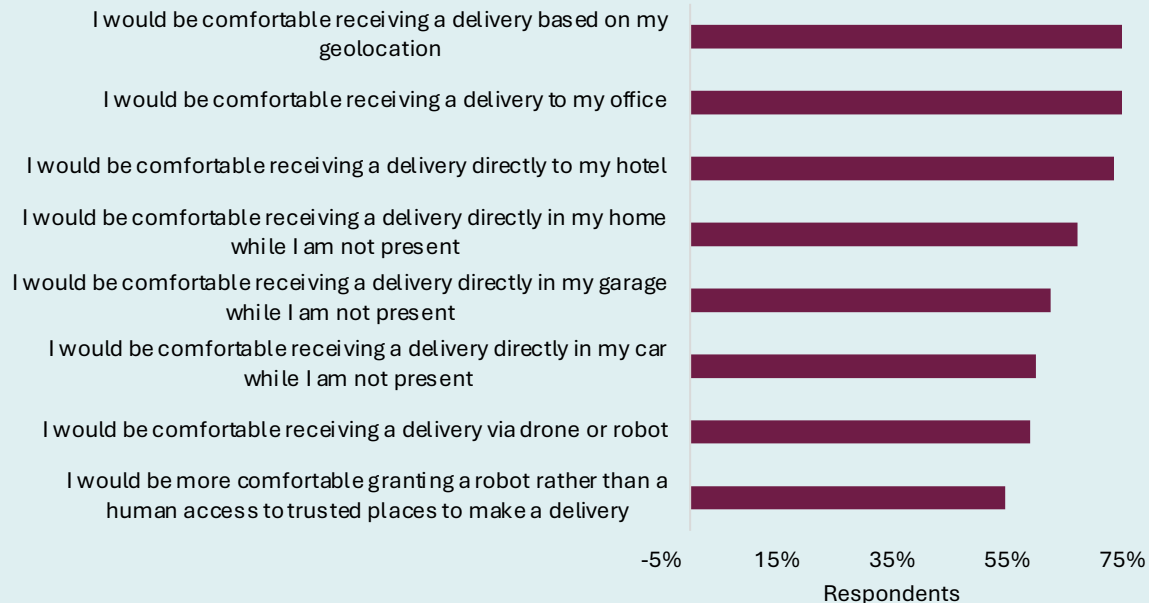 I would be comfortable receiving a delivery based on my
geolocation
I would be comfortable receiving a delivery to my office
I would be comfortable receiving a delivery directly to my hotel
I would be comfortable receiving a delivery directly in my home
while I am not present
I would be comfortable receiving a delivery directly in my garage
while I am not present
I would be comfortable receiving a delivery directly in my car
while I am not present
I would be comfortable receiving a delivery via drone or robot
I would be more comfortable granting a robot rather than a
human access to trusted places to make a delivery
-5% 15% 35% 55% 75%
Respondents